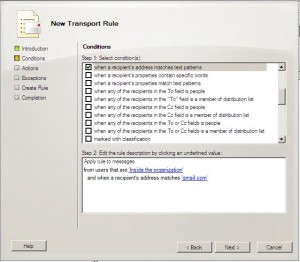 New Transport Rule
Introduction
Conditions
Actions
Exceptions
Create Rule
Completion
Conditions
Step 1: Select condition(s):
when a recipient's address matches text patterns
when a recipient's properties contain specific words
when a recipient's properties match text patterns
when any of the recipients in the To field is people
when any of the recipients in the "To" field is a member of distribution list
when any of the recipients in the Cc field is people
when any of the recipients in the Cc field is a member of distribution list
when any of the recipients in the To or Cc fields is people
when any of the recipients in the To or Cc fields is a member of distribution list
marked with classification
Step 2: Edit the rule description by clicking an underlined value:
Apply rule to messages
from users that are 'Inside the organization'
and when a recipient's address matches 'gmail.com'
Help
< Back
Next >
Cancel